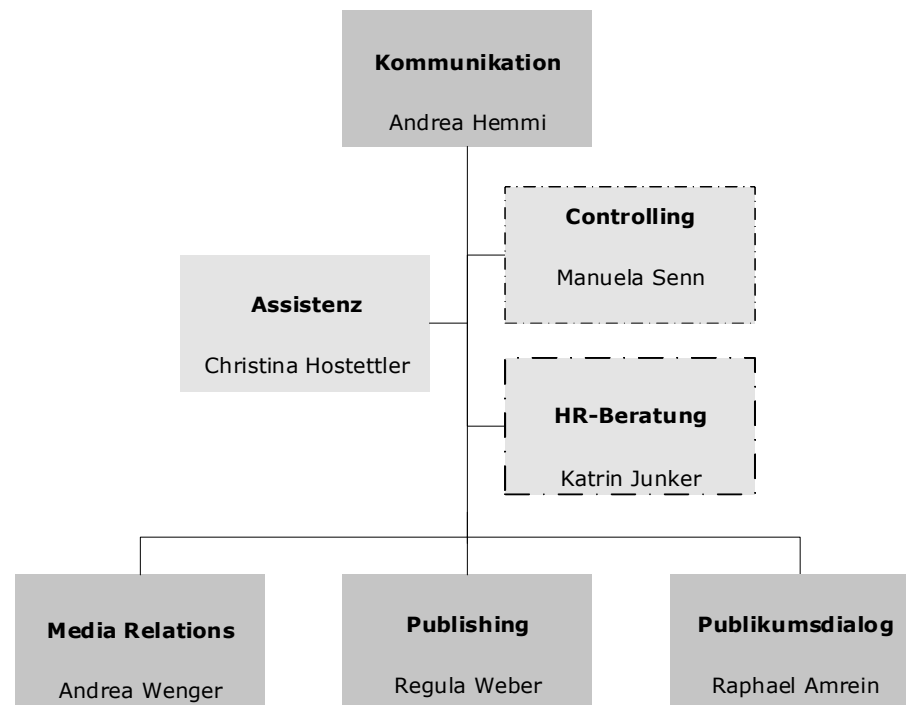 Kommunikation
Andrea Hemmi
Controlling
Manuela Senn
Assistenz
Christina Hostettler
HR-Beratung
Katrin Junker
Media Relations
Andrea Wenger
Publishing
Regula Weber
Publikumsdialog
Raphael Amrein